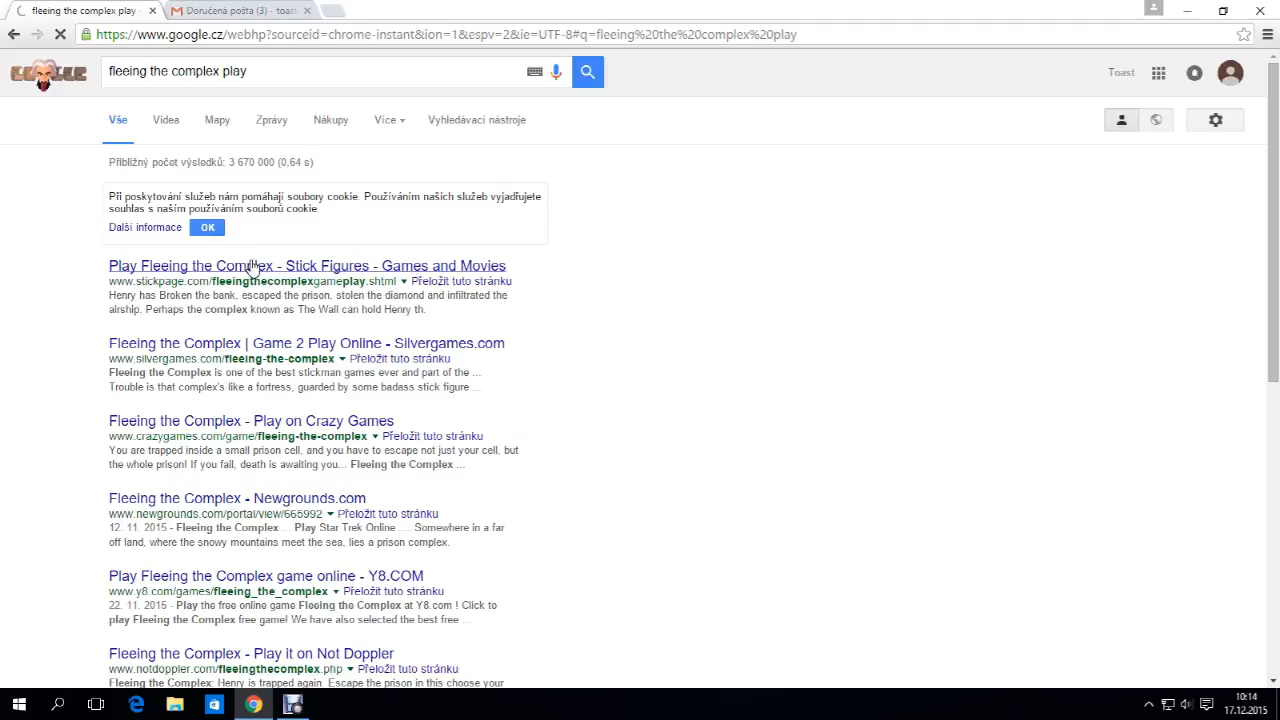 fleeing the complex play -
Doručená pošta (3) - toast
https://www.google.cz/webhp?sourceid=chrome-instant&ion=1&espv=2&ie=UTF-8#q=fleeing%20the%20complex%20play
fleeing the complex play
Toast
Vše Videa Mapy Zprávy Nákupy Více Vyhledávací nástroje
Přibližný počet výsledků: 3 670 000 (0,64 s)
Při poskytování služeb nám pomáhají soubory cookie. Používáním našich služeb vyjadřujete
souhlas s naším používáním souborů cookie.
Další informace OK
Play Fleeing the Complex - Stick Figures - Games and Movies
www.stickpage.com/fleeingthecomplexgameplay.shtml Přeložit tuto stránku
Henry has Broken the bank, escaped the prison, stolen the diamond and infiltrated the
airship. Perhaps the complex known as The Wall can hold Henry th.
Fleeing the Complex | Game 2 Play Online - Silvergames.com
www.silvergames.com/fleeing-the-complex Přeložit tuto stránku
Fleeing the Complex is one of the best stickman games ever and part of the ...
Trouble is that complex's like a fortress, guarded by some badass stick figure ...
Fleeing the Complex - Play on Crazy Games
www.crazygames.com/game/fleeing-the-complex Přeložit tuto stránku
You are trapped inside a small prison cell, and you have to escape not just your cell, but
the whole prison! If you fail, death is awaiting you... Fleeing the Complex ...
Fleeing the Complex - Newgrounds.com
www.newgrounds.com/portal/view/665992 Přeložit tuto stránku
12. 11. 2015 - Fleeing the Complex ... Play Star Trek Online .... Somewhere in a far
off land, where the snowy mountains meet the sea, lies a prison complex.
Play Fleeing the Complex game online - Y8.COM
www.y8.com/games/fleeing_the_complex Přeložit tuto stránku
22. 11. 2015 - Play the free online game Fleeing the Complex at Y8.com ! Click to
play Fleeing the Complex free game! We have also selected the best free ...
Fleeing the Complex - Play it on Not Doppler
www.notdoppler.com/fleeingthecomplex.php Přeložit tuto stránku
Fleeing the Complex: Henry is trapped again. Escape the prison in this choose your
10:14
17.12.2015